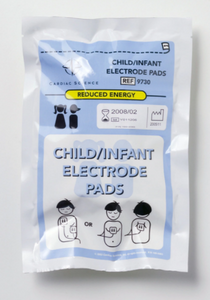 CHILD/INFANT
ELECTRODE PADS
REF 9730
CARDIAC SCIENCE
REDUCED ENERGY
2008/02
CHILD/INFANT
ELECTRODE
PADS
OR